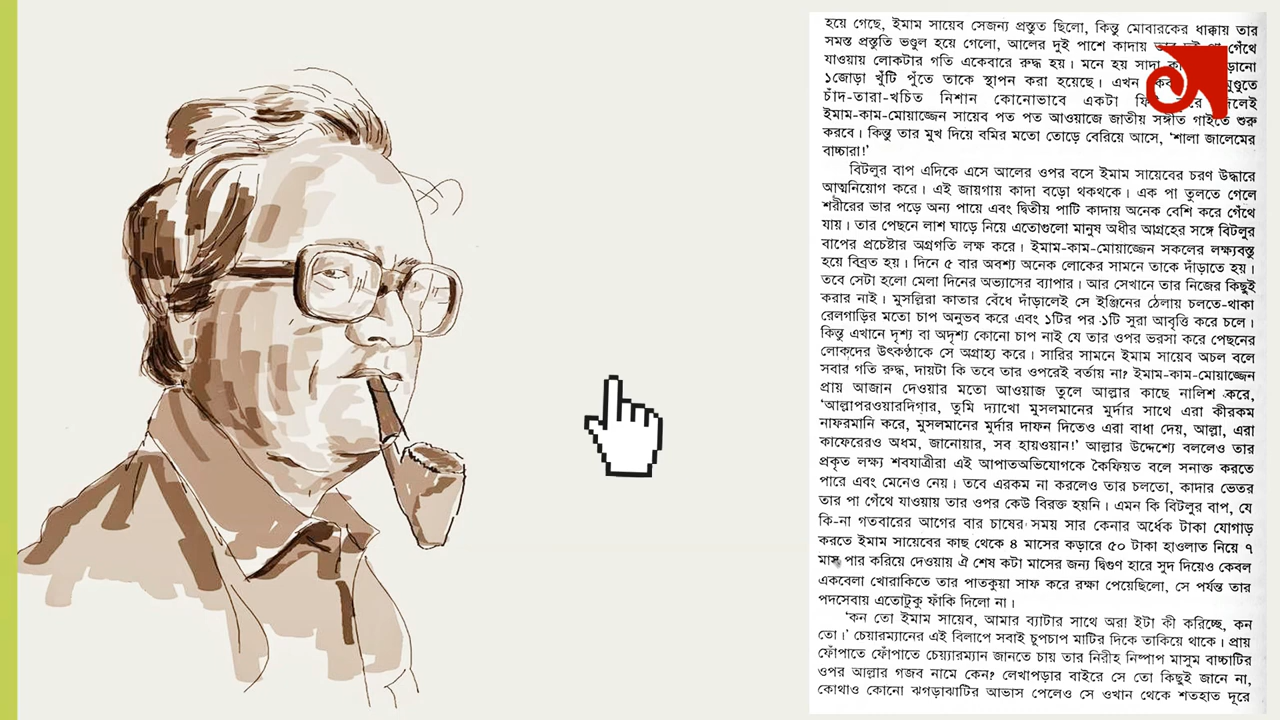 হয়ে গেছে, ইমাম সায়েব সেজন্য প্রস্তুত ছিলো, কিন্তু মোবারকের ধাক্কায় তার
সমস্ত প্রস্তুতি ভণ্ডুল হয়ে গেলো, আলের দুই পাশে কাদায় পা গেঁথে
যাওয়ায় লোকটার গতি একেবারে রুদ্ধ হয়। মনে হয় সাদা
১জোড়া খুঁটি পুঁতে তাকে স্থাপন করা হয়েছে। এখন
চাঁদ-তারা-খচিত নিশান কোনোভাবে একটা
ইমাম-কাম-মোয়াজ্জেন সায়েব পত পত আওয়াজে জাতীয় সঙ্গীত গাইতে শুরু
করবে। কিন্তু তার মুখ দিয়ে বমির মতো তোড়ে বেরিয়ে আসে, 'শালা জালেমের
বাচ্চারা!'
বিটলুর বাপ এদিকে এসে আলের ওপর বসে ইমাম সায়েবের চরণ উদ্ধারে
আত্মনিয়োগ করে। এই জায়গায় কাদা বড়ো থকথকে। এক পা তুলতে গেলে
শরীরের ভার পড়ে অন্য পায়ে এবং দ্বিতীয় পাটি কাদায় অনেক বেশি করে গেঁথে
যায়। তার পেছনে লাশ ঘাড়ে নিয়ে এতোগুলো মানুষ অধীর আগ্রহের সঙ্গে বিটলুর
বাপের প্রচেষ্টার অগ্রগতি লক্ষ করে। ইমাম-কাম-মোয়াজ্জেন সকলের লক্ষ্যবস্তু
হয়ে বিব্রত হয়। দিনে ৫ বার অবশ্য অনেক লোকের সামনে তাকে দাঁড়াতে হয়।
তবে সেটা হলো মেলা দিনের অভ্যাসের ব্যাপার। আর সেখানে তার নিজের কিছুই
করার নাই। মুসল্লিরা কাতার বেঁধে দাঁড়ালেই সে ইঞ্জিনের ঠেলায় চলতে-থাকা
রেলগাড়ির মতো চাপ অনুভব করে এবং ১টির পর ১টি সুরা আবৃত্তি করে চলে।
কিন্তু এখানে দৃশ্য বা অদৃশ্য কোনো চাপ নাই যে তার ওপর ভরসা করে পেছনের
লোকদের উৎকণ্ঠাকে সে অগ্রাহ্য করে। সারির সামনে ইমাম সায়েব অচল বলে
সবার গতি রুদ্ধ, দায়টা কি তবে তার ওপরেই বর্তায় না? ইমাম-কাম-মোয়াজ্জেন
প্রায় আজান দেওয়ার মতো আওয়াজ তুলে আল্লার কাছে নালিশ করে,
'আল্লাপরওয়ারদিগার, তুমি দ্যাখো মুসলমানের মুর্দার সাথে এরা কীরকম
নাফরমানি করে, মুসলমানের মুর্দার দাফন দিতেও এরা বাধা দেয়, আল্লা, এরা
কাফেরেরও অধম, জানোয়ার, সব হায়ওয়ান!' আল্লার উদ্দেশ্যে বললেও তার
প্রকৃত লক্ষ্য শবযাত্রীরা এই আপাতঅভিযোগকে কৈফিয়ত বলে সনাক্ত করতে
পারে এবং মেনেও নেয়। তবে এরকম না করলেও তার চলতো, কাদার ভেতর
তার পা গেঁথে যাওয়ায় তার ওপর কেউ বিরক্ত হয়নি। এমন কি বিটলুর বাপ, যে
কি-না গতবারের আগের বার চাষের সময় সার কেনার অর্ধেক টাকা যোগাড়
করতে ইমাম সায়েবের কাছ থেকে ৪ মাসের কড়ারে ৫০ টাকা হাওলাত নিয়ে ৭
মাস পার করিয়ে দেওয়ায় ঐ শেষ কটা মাসের জন্য দ্বিগুণ হারে সুদ দিয়েও কেবল
একবেলা খোরাকিতে তার পাতকুয়া সাফ করে রক্ষা পেয়েছিলো, সে পর্যন্ত তার
পদসেবায় এতোটুকু ফাঁকি দিলো না।
'কন তো ইমাম সায়েব, আমার ব্যাটার সাথে অরা ইটা কী করিচ্ছে, কন
তো।' চেয়ারম্যানের এই বিলাপে সবাই চুপচাপ মাটির দিকে তাকিয়ে থাকে। প্রায়
ফোঁপাতে ফোঁপাতে চেয়্যারম্যান জানতে চায় তার নিরীহ নিষ্পাপ মাসুম বাচ্চাটির
ওপর আল্লার গজব নামে কেন? লেখাপড়ার বাইরে সে তো কিছুই জানে না,
কোথাও কোনো ঝগড়াঝাটির আভাস পেলেও সে ওখান থেকে শতহাত দূরে